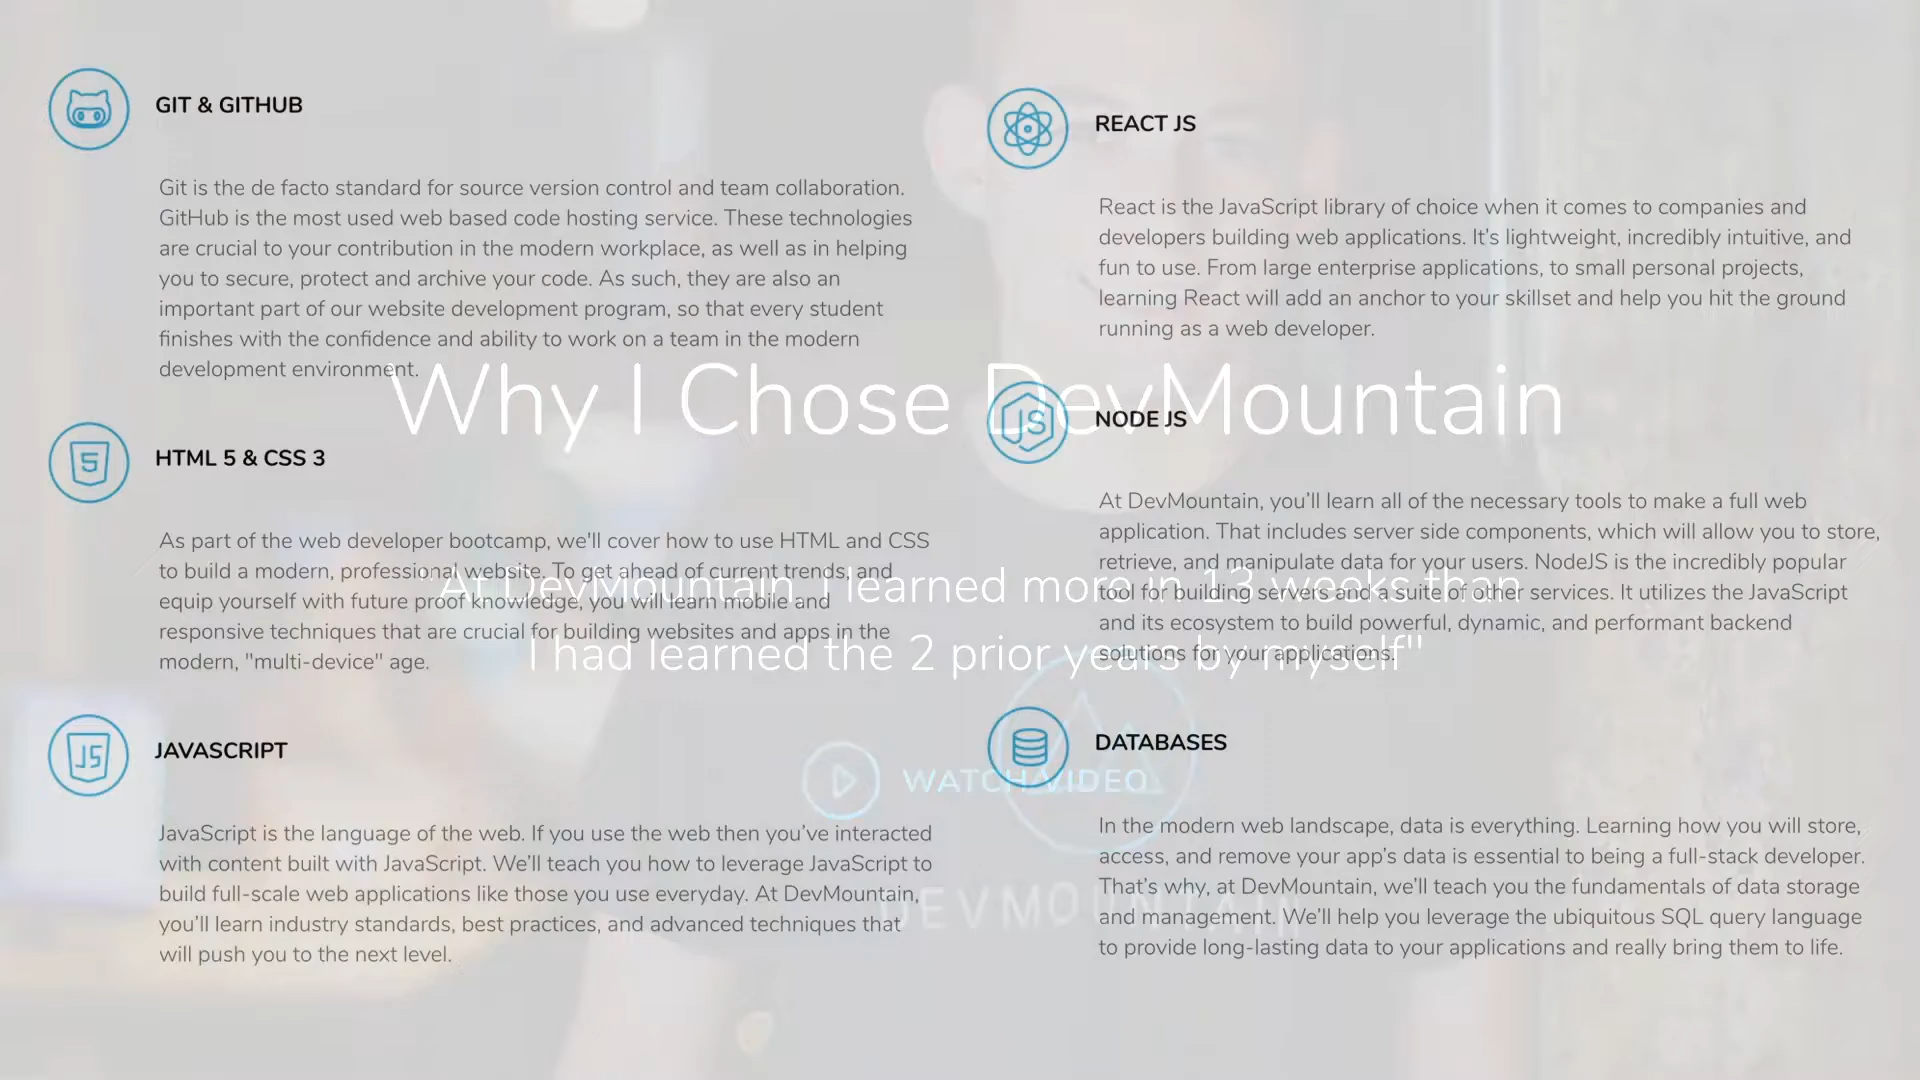 GIT & GITHUB
Git is the de facto standard for source version control and team collaboration.
GitHub is the most used web based code hosting service. These technologies
are crucial to your contribution in the modern workplace, as well as in helping
you to secure, protect and archive your code. As such, they are also an
important part of our website development program, so that every student
finishes with the confidence and ability to work on a team in the modern
development environment.
HTML 5 & CSS 3
As part of the web developer bootcamp, we'll cover how to use HTML and CSS
to build a modern, professional website. To get ahead of current trends, and
equip yourself with future proof knowledge, you will learn mobile and
responsive techniques that are crucial for building websites and apps in the
modern, "multi-device" age.
JAVASCRIPT
JavaScript is the language of the web. If you use the web then you’ve interacted
with content built with JavaScript. We’ll teach you how to leverage JavaScript to
build full-scale web applications like those you use everyday. At DevMountain,
you’ll learn industry standards, best practices, and advanced techniques that
will push you to the next level.
REACT JS
React is the JavaScript library of choice when it comes to companies and
developers building web applications. It’s lightweight, incredibly intuitive, and
fun to use. From large enterprise applications, to small personal projects,
learning React will add an anchor to your skillset and help you hit the ground
running as a web developer.
NODE JS
At DevMountain, you’ll learn all of the necessary tools to make a full web
application. That includes server side components, which will allow you to store,
retrieve, and manipulate data for your users. NodeJS is the incredibly popular
tool for building servers and a suite of other services. It utilizes the JavaScript
and its ecosystem to build powerful, dynamic, and performant backend
solutions for your applications.
DATABASES
In the modern web landscape, data is everything. Learning how you will store,
access, and remove your app’s data is essential to being a full-stack developer.
That’s why, at DevMountain, we’ll teach you the fundamentals of data storage
and management. We’ll help you leverage the ubiquitous SQL query language
to provide long-lasting data to your applications and really bring them to life.
Why I Chose DevMountain
"At DevMountain, I learned more in 13 weeks than
I had learned the 2 prior years by myself"
WATCH VIDEO
DEVMOUNTAIN
5
JS
JS